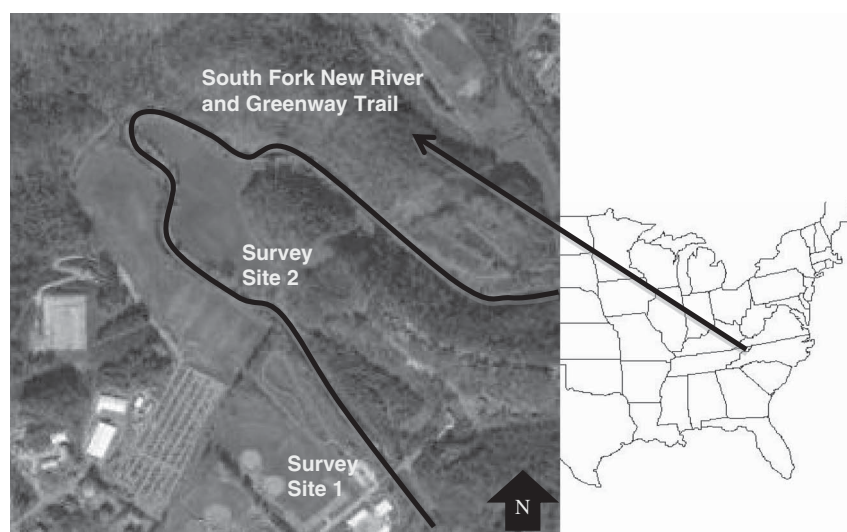 South Fork New River
and Greenway Trail
Survey
Site 2
Survey
Site 1
N